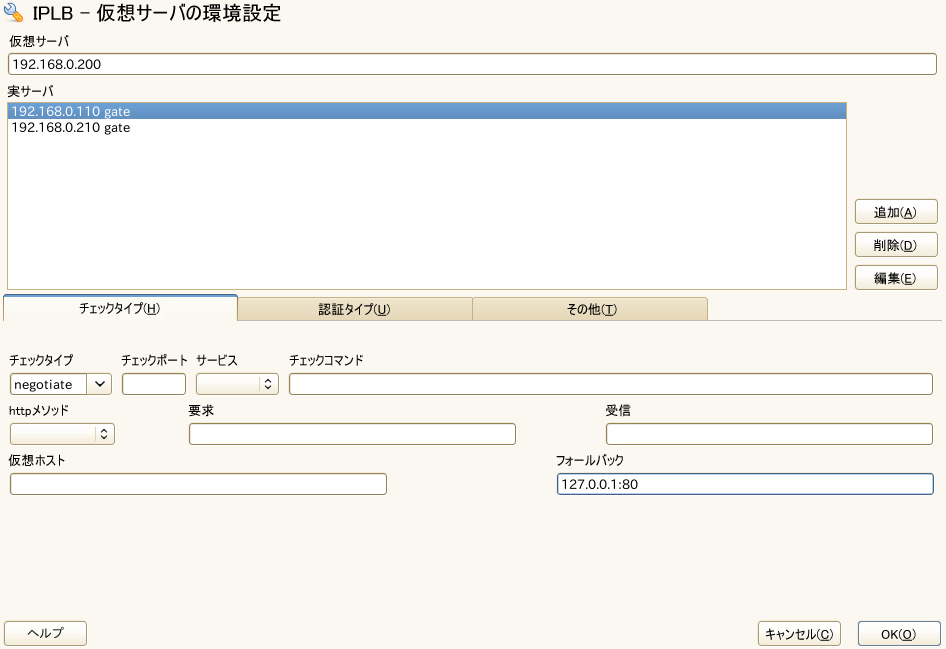 IPLB – 仮想サーバの環境設定
仮想サーバ
192.168.0.200
実サーバ
192.168.0.110 gate
192.168.0.210 gate
追加(A)
削除(D)
編集(E)
チェックタイプ(H) 認証タイプ(U) その他(T)
チェックタイプ チェックポート サービス チェックコマンド
negotiate
httpメソッド 要求 受信
仮想ホスト フォールバック
127.0.0.1:80
ヘルプ キャンセル(C) OK(O)